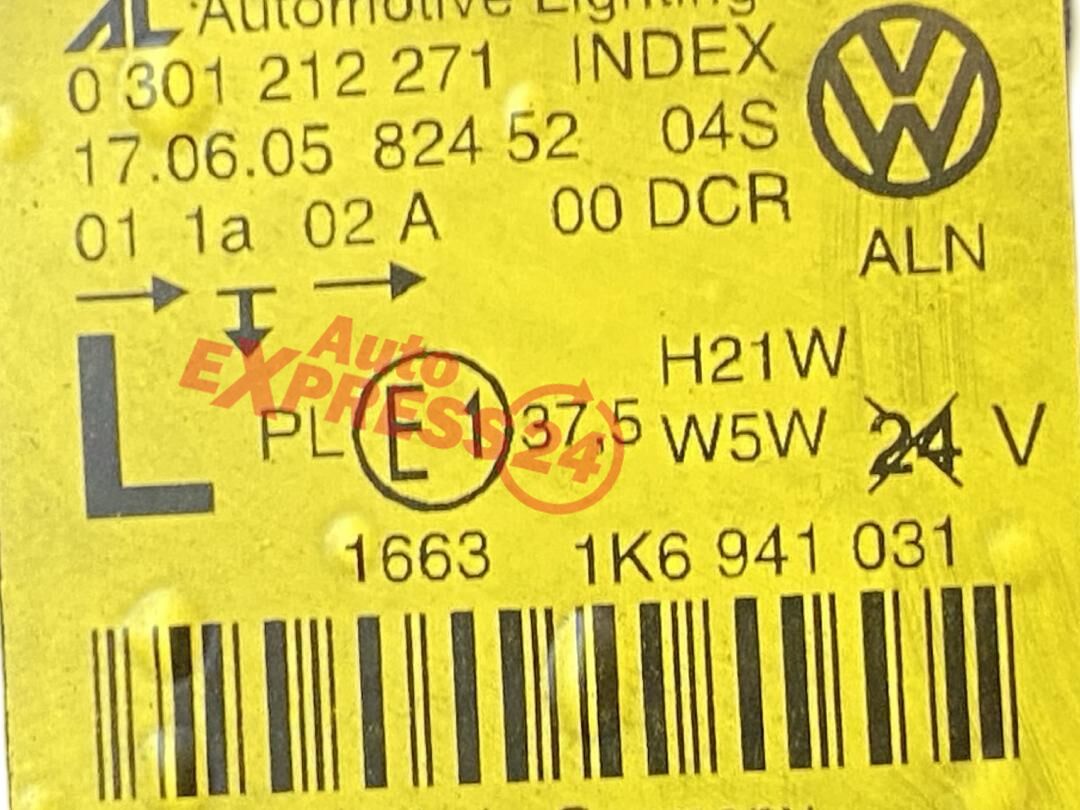 AL Automotive Lighting
0 301 212 271 INDEX
17.06.05 824 52 04S
01 1a 02 A 00 DCR
ALN
L
H21W
PL E1 37,5 W5W 24 V
1663 1K6 941 031
Auto
EXPRESS24